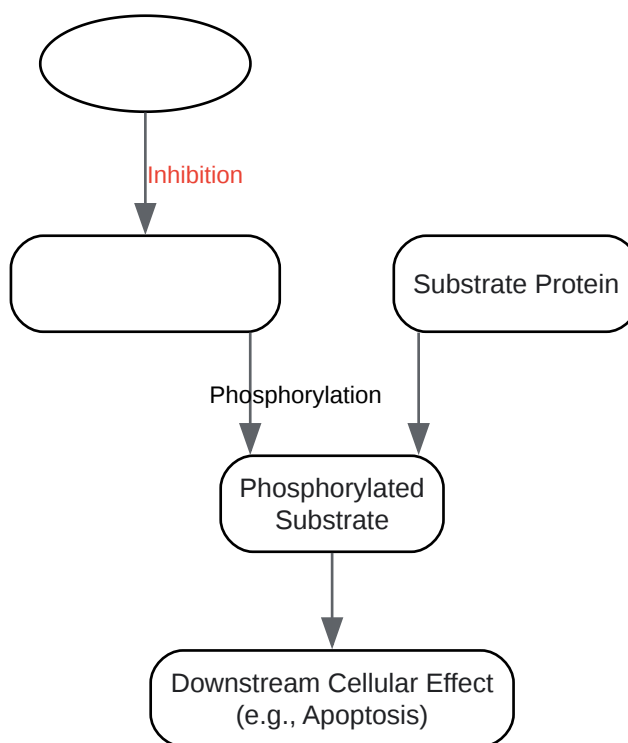 Inhibition
Substrate Protein
Phosphorylation
Phosphorylated
Substrate
Downstream Cellular Effect
(e.g., Apoptosis)